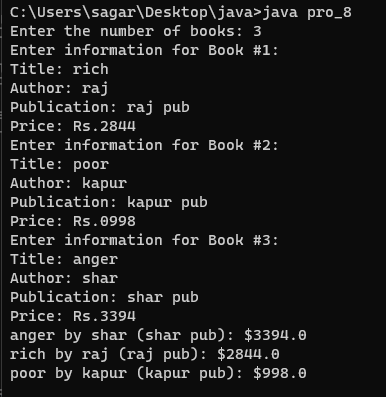 C:\Users\sagar\Desktop\java>java pro_8
Enter the number of books: 3
Enter information for Book #1:
Title: rich
Author: raj
Publication: raj pub
Price: Rs.2844
Enter information for Book #2:
Title: poor
Author: kapur
Publication: kapur pub
Price: Rs.0998
Enter information for Book #3:
Title: anger
Author: shar
Publication: shar pub
Price: Rs.3394
anger by shar (shar pub): $3394.0
rich by raj (raj pub): $2844.0
poor by kapur (kapur pub): $998.0